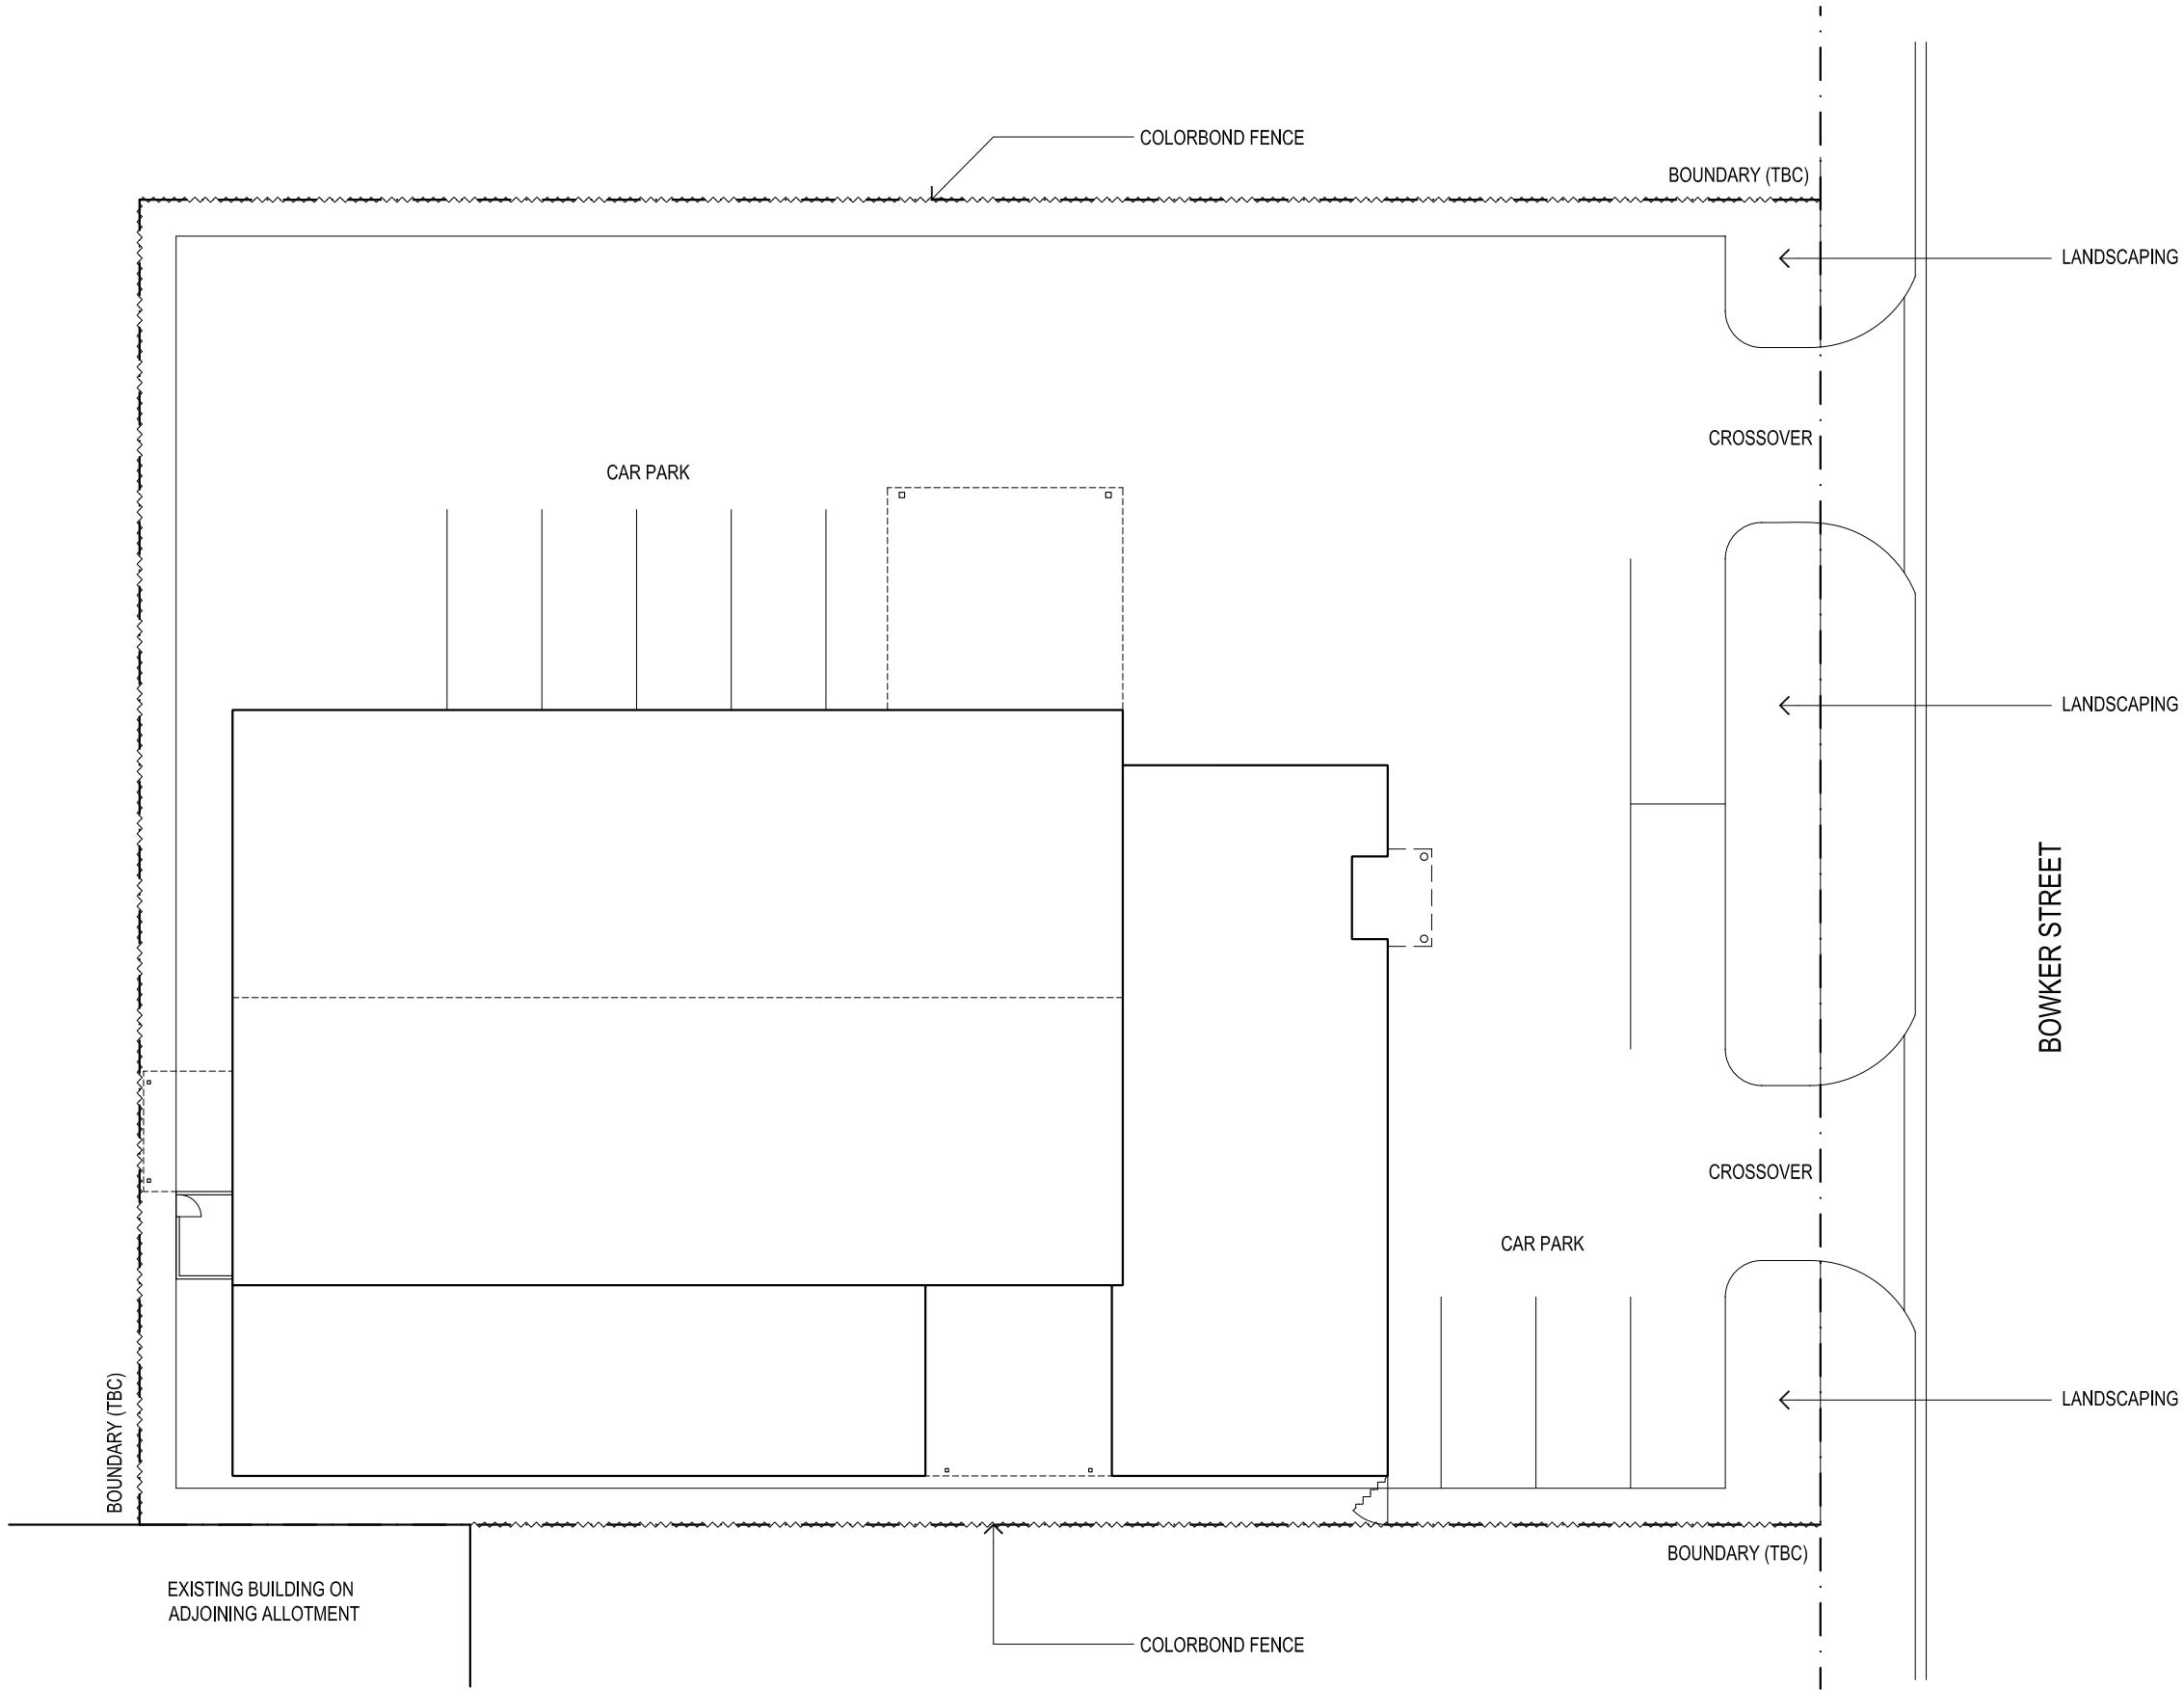 COLORBOND FENCE
BOUNDARY (TBC)
LANDSCAPING
CROSSOVER
CAR PARK
LANDSCAPING
BOWKER STREET
CROSSOVER
CAR PARK
LANDSCAPING
BOUNDARY (TBC)
BOUNDARY (TBC)
EXISTING BUILDING ON
ADJOINING ALLOTMENT
COLORBOND FENCE